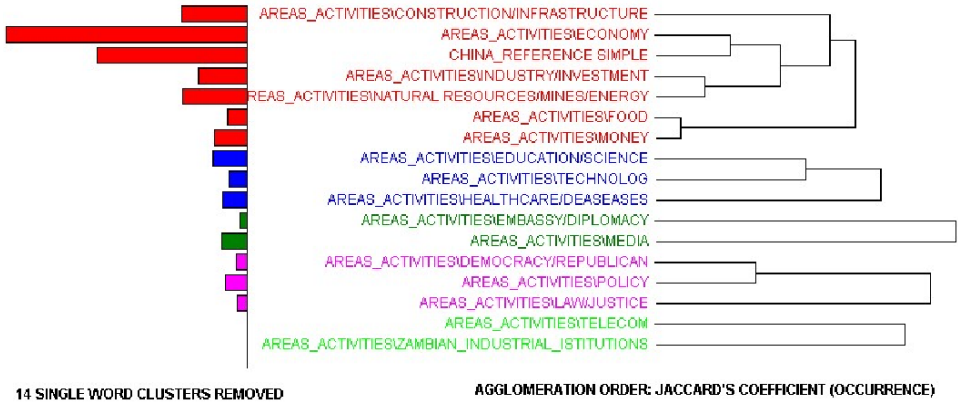 AREAS_ACTIVITIES\CONSTRUCTION/INFRASTRUCTURE
AREAS_ACTIVITIES\ECONOMY
CHINA_REFERENCE SIMPLE
AREAS_ACTIVITIES\INDUSTRY/INVESTMENT
REAS_ACTIVITIES\NATURAL RESOURCES/MINES/ENERGY
AREAS_ACTIVITIES\FOOD
AREAS_ACTIVITIES\MONEY
AREAS_ACTIVITIES\EDUCATION/SCIENCE
AREAS_ACTIVITIES\TECHNOLOG
AREAS_ACTIVITIES\HEALTHCARE/DEASEASES
AREAS_ACTIVITIES\EMBASSY/DIPLOMACY
AREAS_ACTIVITIES\MEDIA
AREAS_ACTIVITIES\DEMOCRACY/REPUBLICAN
AREAS_ACTIVITIES\POLICY
AREAS_ACTIVITIES\LAW/JUSTICE
AREAS_ACTIVITIES\TELECOM
AREAS_ACTIVITIES\ZAMBIAN_INDUSTRIAL_ISTITUTIONS
14 SINGLE WORD CLUSTERS REMOVED
AGGLOMERATION ORDER: JACCARD'S COEFFICIENT (OCCURRENCE)